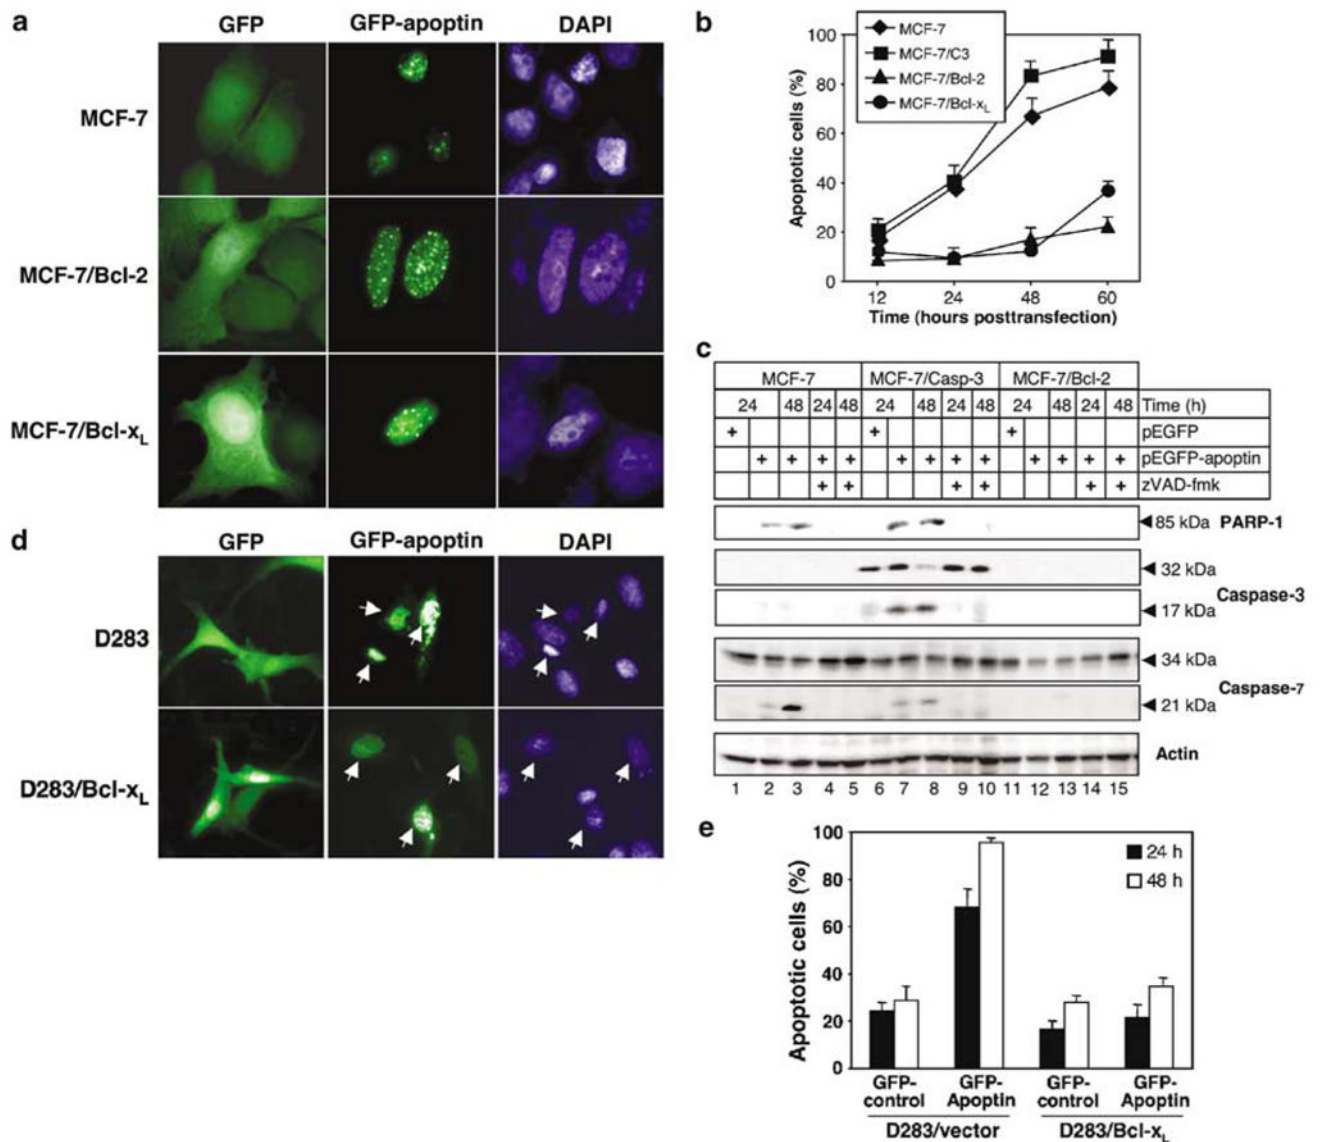 a
GFP GFP-apoptin DAPI
MCF-7
MCF-7/Bcl-2
MCF-7/Bcl-xL
b
MCF-7
MCF-7/C3
MCF-7/Bcl-2
MCF-7/Bcl-xL
Apoptotic cells (%)
100
80
60
40
20
0
12 24 48 60
Time (hours posttransfection)
c
MCF-7 MCF-7/Casp-3 MCF-7/Bcl-2
24 48 24 48 24 48 24 48 24 48 24 48 Time (h)
+ + + pEGFP
+ + + + + + + + + + + + pEGFP-apoptin
+ + + + + + zVAD-fmk
85 kDa PARP-1
32 kDa
Caspase-3
17 kDa
34 kDa
Caspase-7
21 kDa
Actin
1 2 3 4 5 6 7 8 9 10 11 12 13 14 15
d
GFP GFP-apoptin DAPI
D283
D283/Bcl-xL
e
Apoptotic cells (%)
100
80
60
40
20
0
24 h
48 h
GFP-control GFP-Apoptin GFP-control GFP-Apoptin
D283/vector D283/Bcl-xL